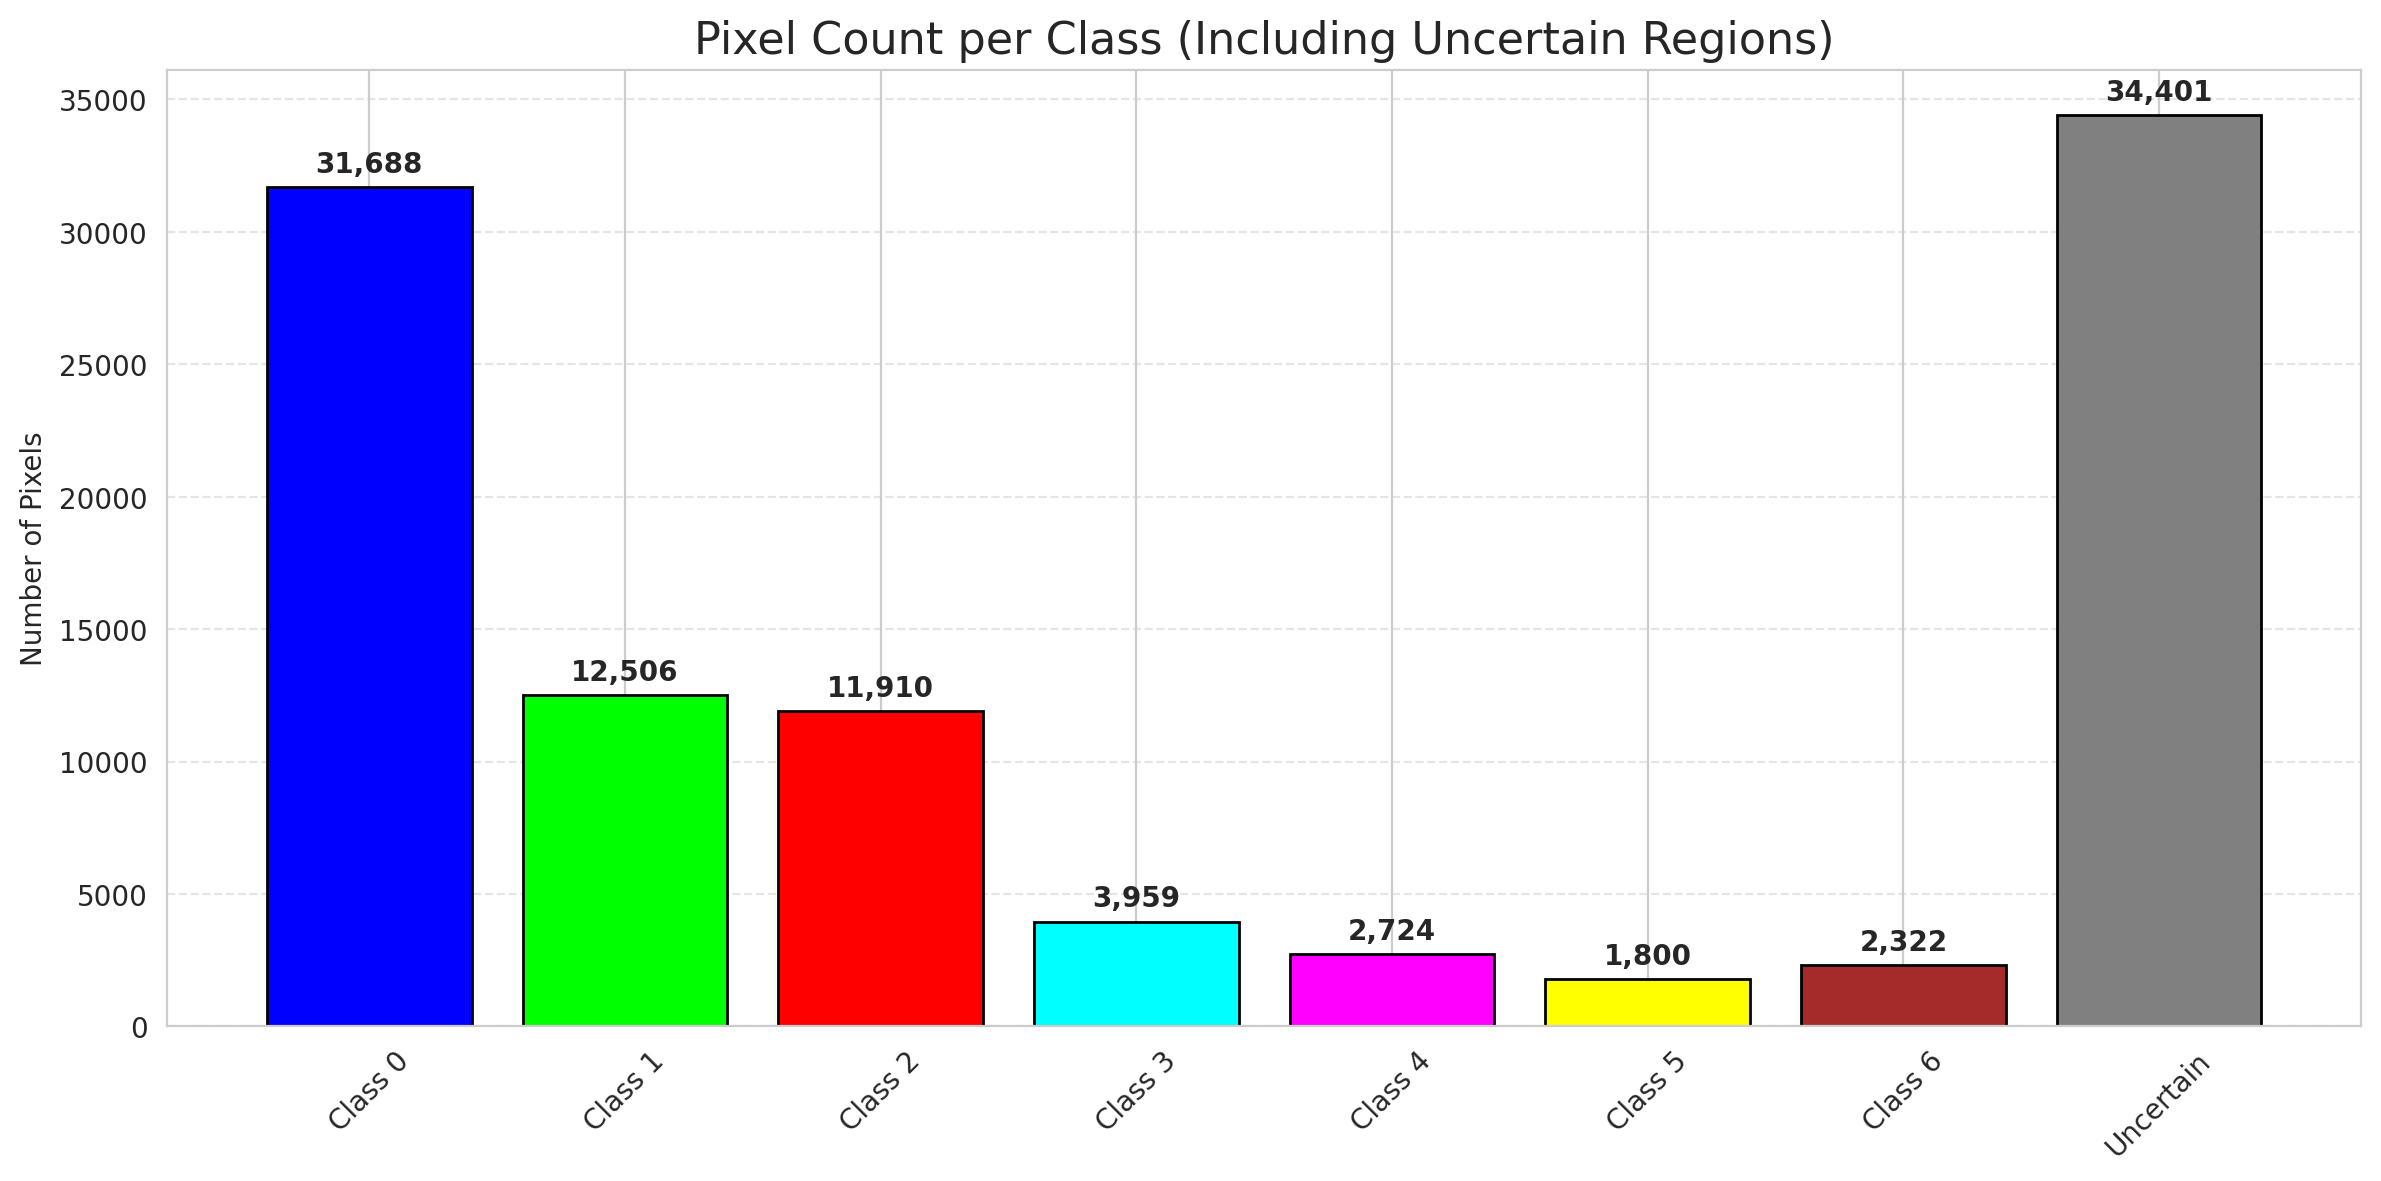 Pixel Count per Class (Including Uncertain Regions)
Number of Pixels
35000
30000
25000
20000
15000
10000
5000
0
31,688
12,506
11,910
3,959
2,724
1,800
2,322
34,401
Class 0
Class 1
Class 2
Class 3
Class 4
Class 5
Class 6
Uncertain